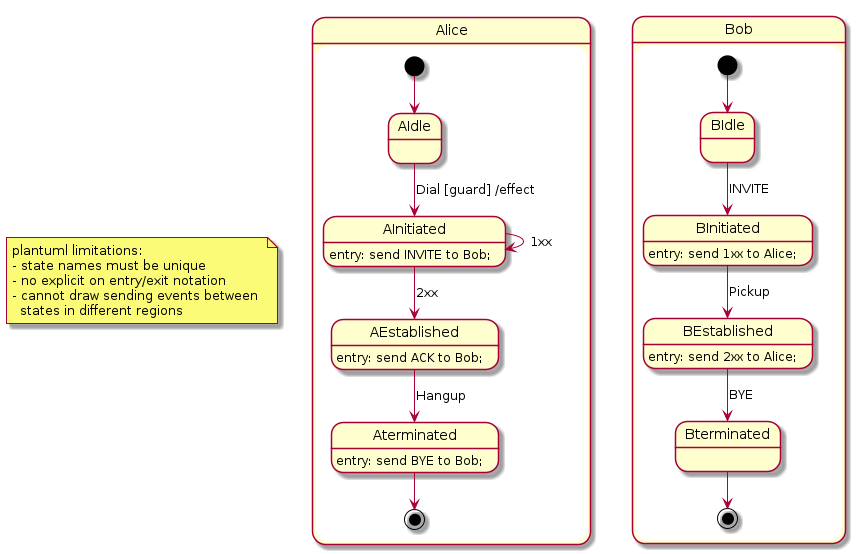 plantuml limitations:
- state names must be unique
- no explicit on entry/exit notation
- cannot draw sending events between
states in different regions
Alice
AIdle
Dial [guard] /effect
AInitiated
entry: send INVITE to Bob;
1xx
2xx
AEstablished
entry: send ACK to Bob;
Hangup
Aterminated
entry: send BYE to Bob;
Bob
BIdle
INVITE
BInitiated
entry: send 1xx to Alice;
Pickup
BEstablished
entry: send 2xx to Alice;
BYE
Bterminated